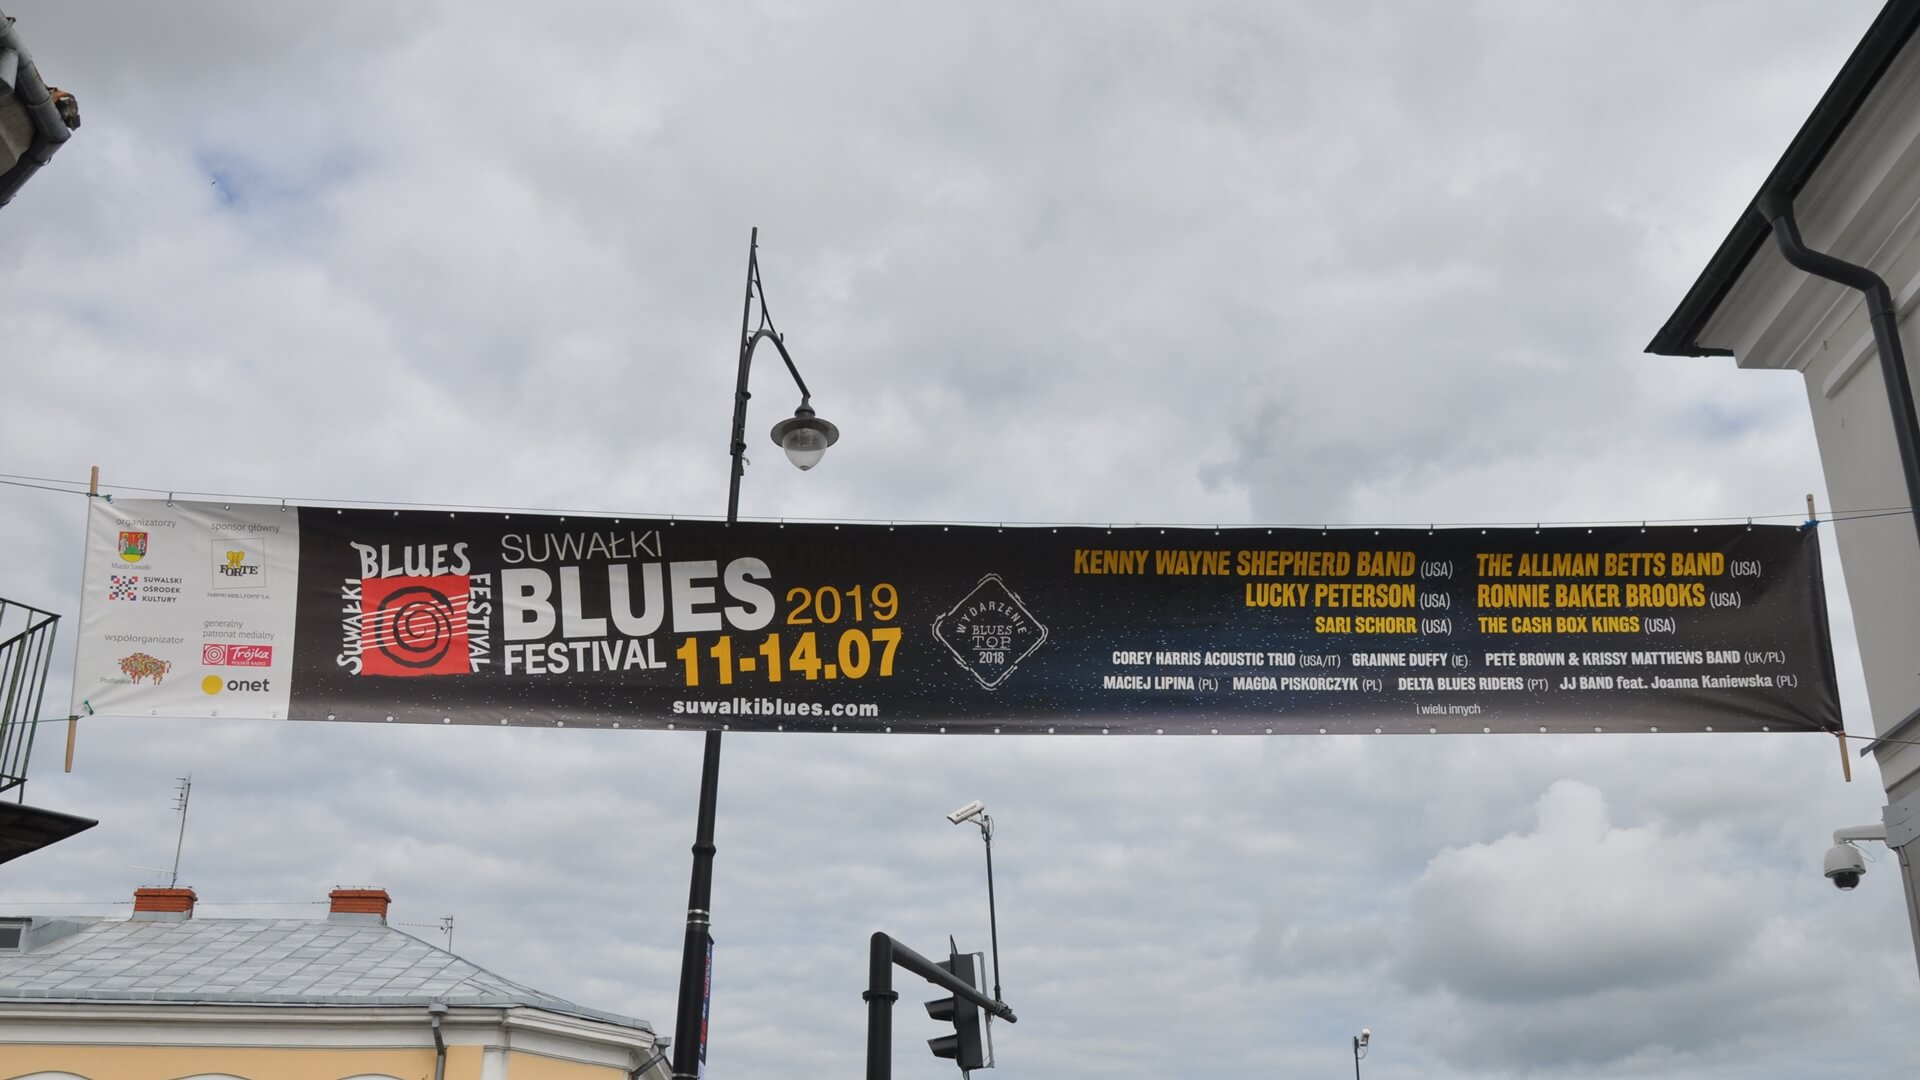 organizatorzy
Miasto Suwałki
SUWALSKI
OŚRODEK
KULTURY
współorganizator
Podlaskie
sponsor główny
FORTE
FABRYKI MEBLI „FORTE" S.A.
generalny
patronat medialny
Trójka
POLSKIE RADIO
onet
SUWAŁKI
BLUES
FESTIVAL
SUWAŁKI
BLUES 2019
FESTIVAL 11-14.07
suwalkiblues.com
WYDARZENIE
BLUES
TOP
2018
KENNY WAYNE SHEPHERD BAND (USA) THE ALLMAN BETTS BAND (USA)
LUCKY PETERSON (USA) RONNIE BAKER BROOKS (USA)
SARI SCHORR (USA) THE CASH BOX KINGS (USA)
COREY HARRIS ACOUSTIC TRIO (USA/IT) GRAINNE DUFFY (IE) PETE BROWN & KRISSY MATTHEWS BAND (UK/PL)
MACIEJ LIPINA (PL) MAGDA PISKORCZYK (PL) DELTA BLUES RIDERS (PT) JJ BAND feat. Joanna Kaniewska (PL)
i wielu innych